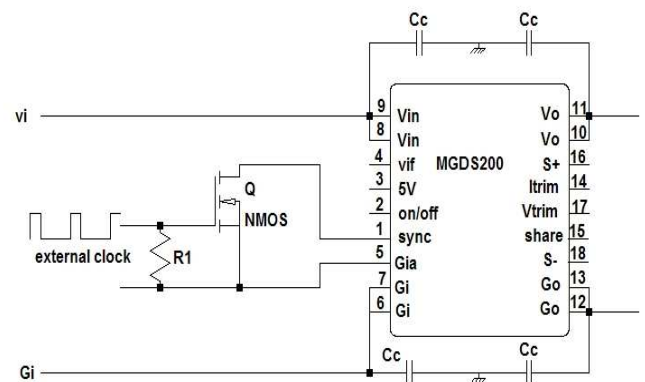 Cc Cc
vi
9 Vin Vo 11
8 Vin Vo 10
4 vif MGDS200 S+ 16
3 5V Itrim 14
2 on/off Vtrim 17
1 sync share 15
5 Gia S- 18
7 Gi Go 13
6 Gi Go 12
Q
NMOS
external clock R1
Cc Cc
Gi